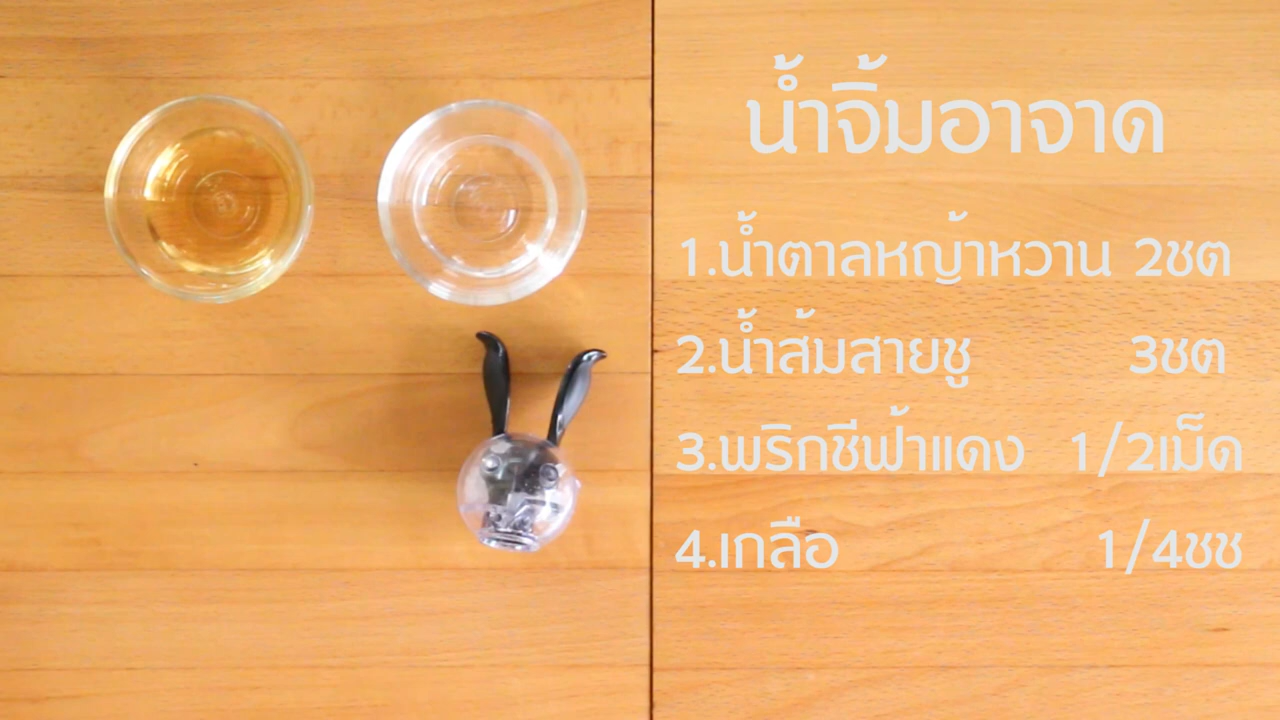 น้ำจิ้มอาจาด
1.น้ำตาลหญ้าหวาน 2ชต
2.น้ำส้มสายชู 3ชต
3.พริกชีฟ้าแดง 1/2เม็ด
4.เกลือ 1/4ชช